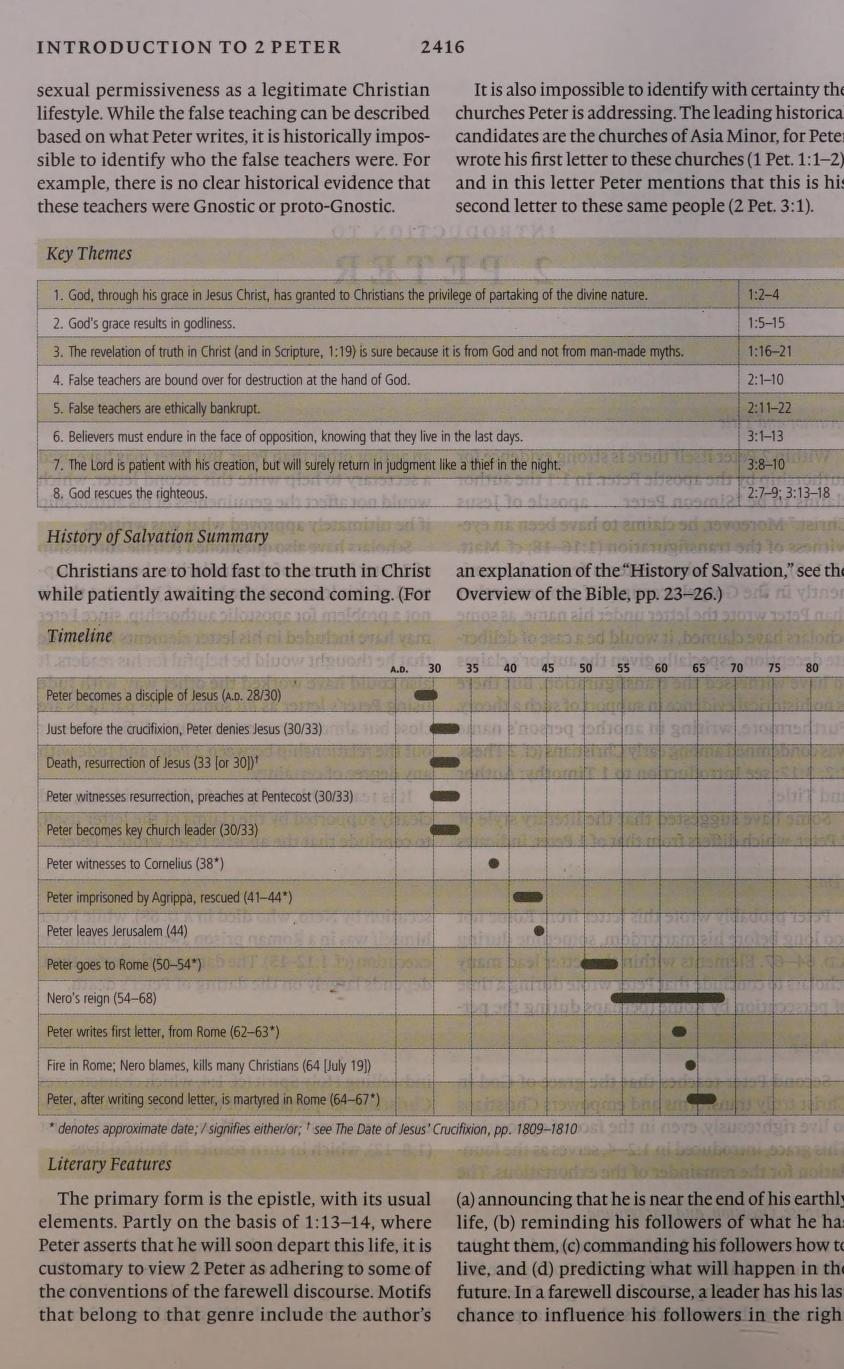 INTRODUCTION TO 2 PETER 2416
sexual permissiveness as a legitimate Christian
lifestyle. While the false teaching can be described
based on what Peter writes, it is historically impos-
sible to identify who the false teachers were. For
example, there is no clear historical evidence that
these teachers were Gnostic or proto-Gnostic.
It is also impossible to identify with certainty the
churches Peter is addressing. The leading historica
candidates are the churches of Asia Minor, for Peter
wrote his first letter to these churches (1 Pet. 1:1–2)
and in this letter Peter mentions that this is his
second letter to these same people (2 Pet. 3:1).
Key Themes
1. God, through his grace in Jesus Christ, has granted to Christians the privilege of partaking of the divine nature. 1:2–4
2. God's grace results in godliness. 1:5–15
3. The revelation of truth in Christ (and in Scripture, 1:19) is sure because it is from God and not from man-made myths. 1:16–21
4. False teachers are bound over for destruction at the hand of God. 2:1–10
5. False teachers are ethically bankrupt. 2:11–22
6. Believers must endure in the face of opposition, knowing that they live in the last days. 3:1–13
7. The Lord is patient with his creation, but will surely return in judgment like a thief in the night. 3:8–10
8. God rescues the righteous. 2:7–9; 3:13–18
History of Salvation Summary
Christians are to hold fast to the truth in Christ
while patiently awaiting the second coming. (For
an explanation of the “History of Salvation,” see the
Overview of the Bible, pp. 23–26.)
Timeline
A.D. 30 35 40 45 50 55 60 65 70 75 80
Peter becomes a disciple of Jesus (A.D. 28/30)
Just before the crucifixion, Peter denies Jesus (30/33)
Death, resurrection of Jesus (33 [or 30])†
Peter witnesses resurrection, preaches at Pentecost (30/33)
Peter becomes key church leader (30/33)
Peter witnesses to Cornelius (38*)
Peter imprisoned by Agrippa, rescued (41–44*)
Peter leaves Jerusalem (44)
Peter goes to Rome (50–54*)
Nero's reign (54–68)
Peter writes first letter, from Rome (62–63*)
Fire in Rome; Nero blames, kills many Christians (64 [July 19])
Peter, after writing second letter, is martyred in Rome (64–67*)
* denotes approximate date; / signifies either/or; † see The Date of Jesus' Crucifixion, pp. 1809–1810
Literary Features
The primary form is the epistle, with its usual
elements. Partly on the basis of 1:13–14, where
Peter asserts that he will soon depart this life, it is
customary to view 2 Peter as adhering to some of
the conventions of the farewell discourse. Motifs
that belong to that genre include the author's
(a) announcing that he is near the end of his earthly
life, (b) reminding his followers of what he has
taught them, (c) commanding his followers how to
live, and (d) predicting what will happen in the
future. In a farewell discourse, a leader has his las
chance to influence his followers in the righ